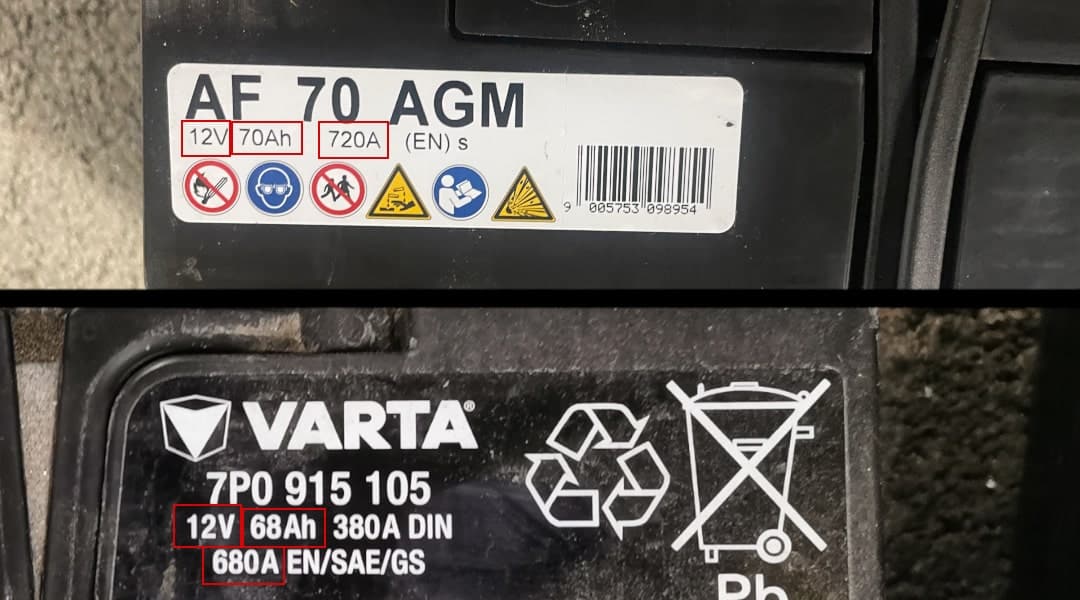 AF 70 AGM
12V 70Ah 720A (EN) s
9 005753 098954
VARTA®
7P0 915 105
12V 68Ah 380A DIN
680A EN/SAE/GS
Pb